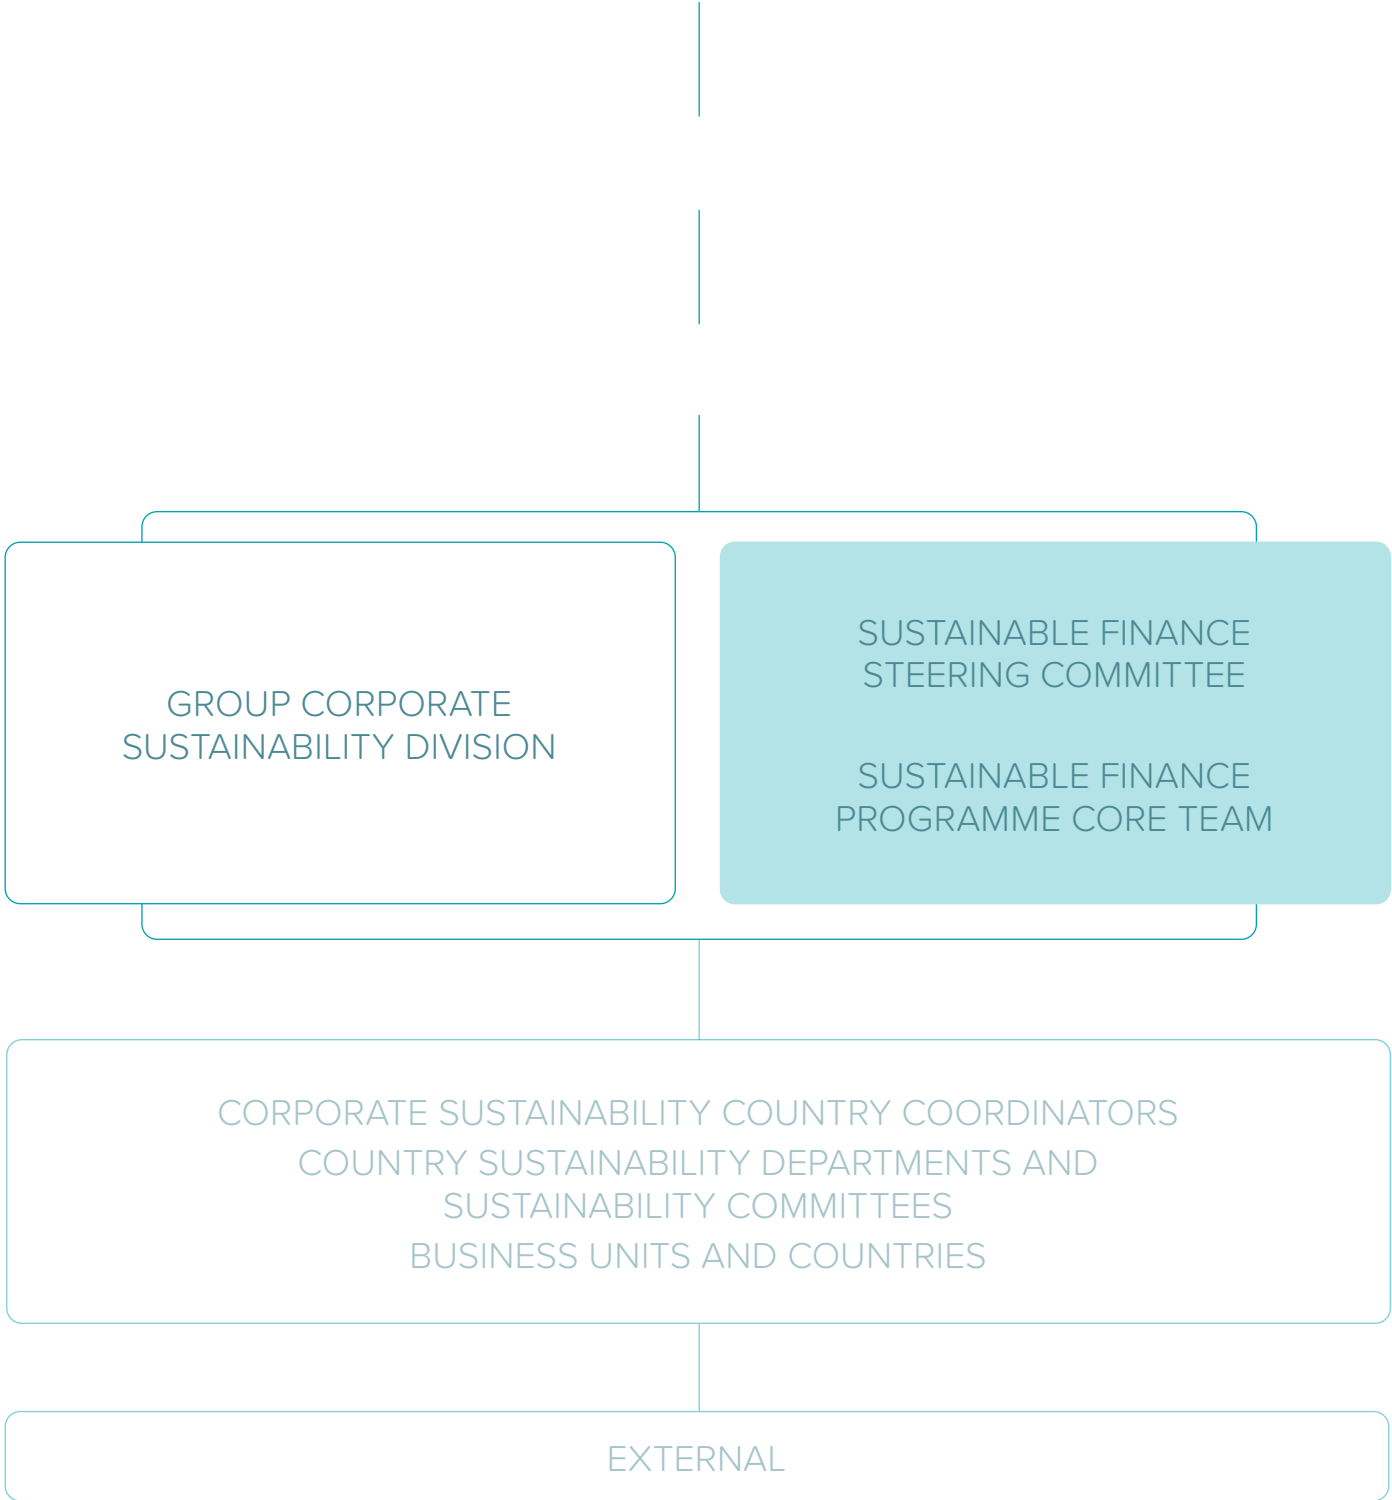 GROUP CORPORATE
SUSTAINABILITY DIVISION
SUSTAINABLE FINANCE
STEERING COMMITTEE
SUSTAINABLE FINANCE
PROGRAMME CORE TEAM
CORPORATE SUSTAINABILITY COUNTRY COORDINATORS
COUNTRY SUSTAINABILITY DEPARTMENTS AND
SUSTAINABILITY COMMITTEES
BUSINESS UNITS AND COUNTRIES
EXTERNAL